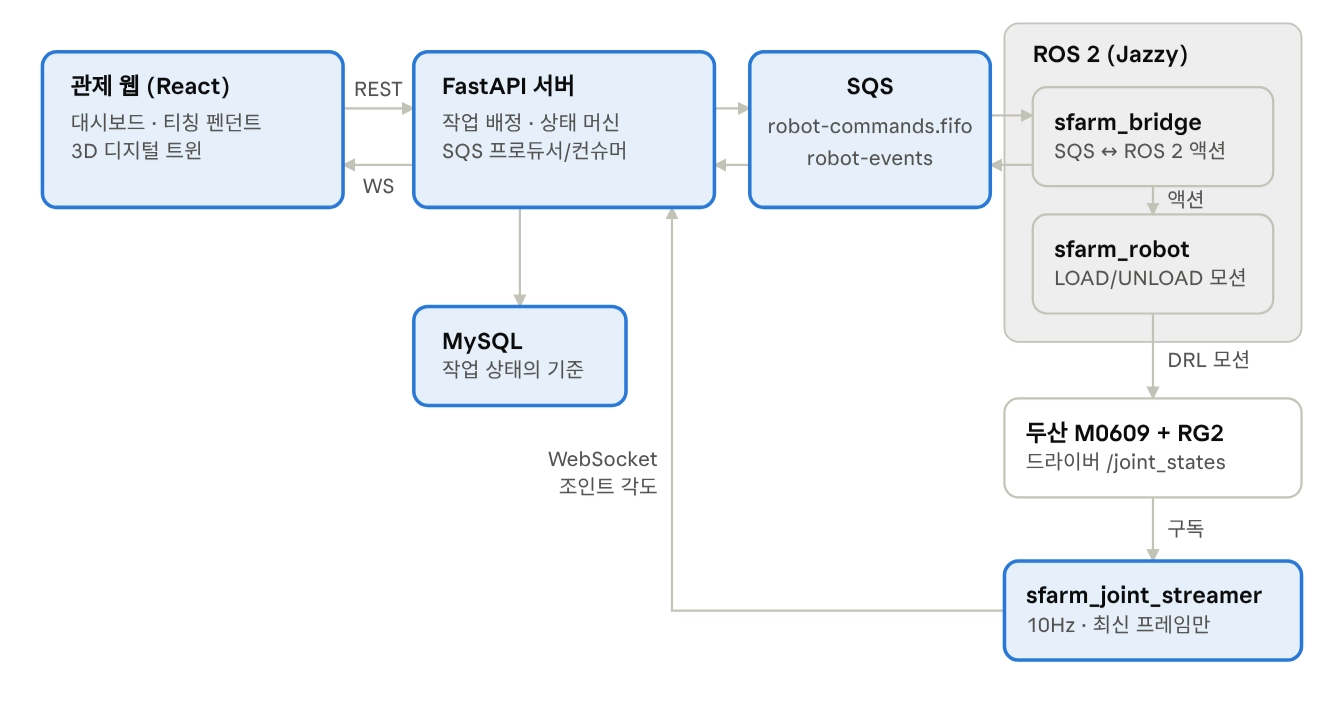 관제 웹 (React)
대시보드 · 티칭 펜던트
3D 디지털 트윈
REST
WS
FastAPI 서버
작업 배정 · 상태 머신
SQS 프로듀서/컨슈머
SQS
robot-commands.fifo
robot-events
ROS 2 (Jazzy)
sfarm_bridge
SQS ↔ ROS 2 액션
액션
sfarm_robot
LOAD/UNLOAD 모션
DRL 모션
MySQL
작업 상태의 기준
두산 M0609 + RG2
드라이버 /joint_states
WebSocket
조인트 각도
구독
sfarm_joint_streamer
10Hz · 최신 프레임만